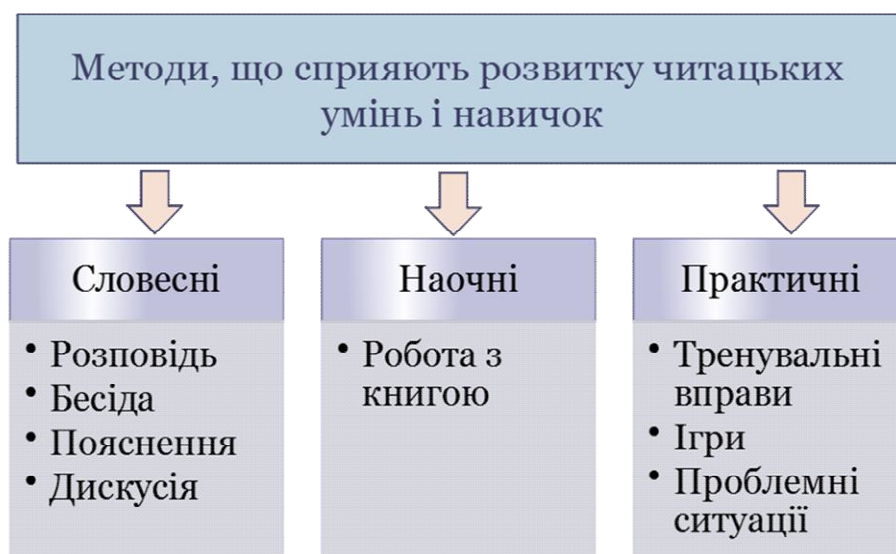 Методи, що сприяють розвитку читацьких
умінь і навичок
Словесні
• Розповідь
• Бесіда
• Пояснення
• Дискусія
Наочні
• Робота з
книгою
Практичні
• Тренувальні
вправи
• Ігри
• Проблемні
ситуації